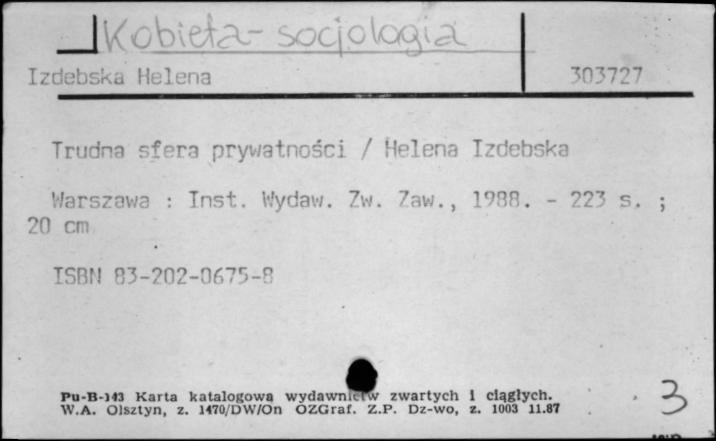 Kobieta - socjologia
Izdebska Helena 303727
Trudna sfera prywatności / Helena Izdebska
Warszawa : Inst. Wydaw. Zw. Zaw., 1988. - 223 s. ;
20 cm
ISBN 83-202-0675-8
Pu-B-143 Karta katalogowa wydawnictw zwartych i ciągłych.
W.A. Olsztyn, z. 1470/DW/On OZGraf. Z.P. Dz-wo, z. 1003 11.87
3